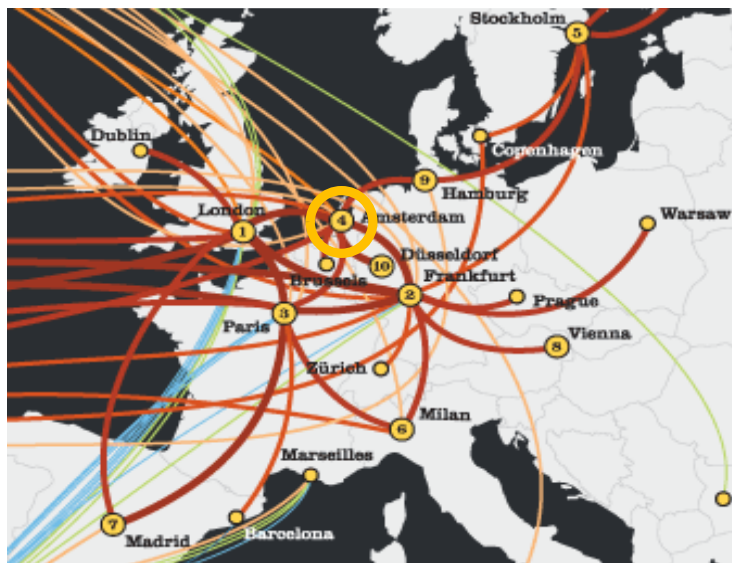 Stockholm
5
Dublin
Copenhagen
9
Hamburg
London
4
Amsterdam
Warsaw
1
10
Düsseldorf
Brussels
2
Frankfurt
Prague
3
Paris
Vienna
8
Zürich
Milan
6
Marseilles
7
Madrid
Barcelona